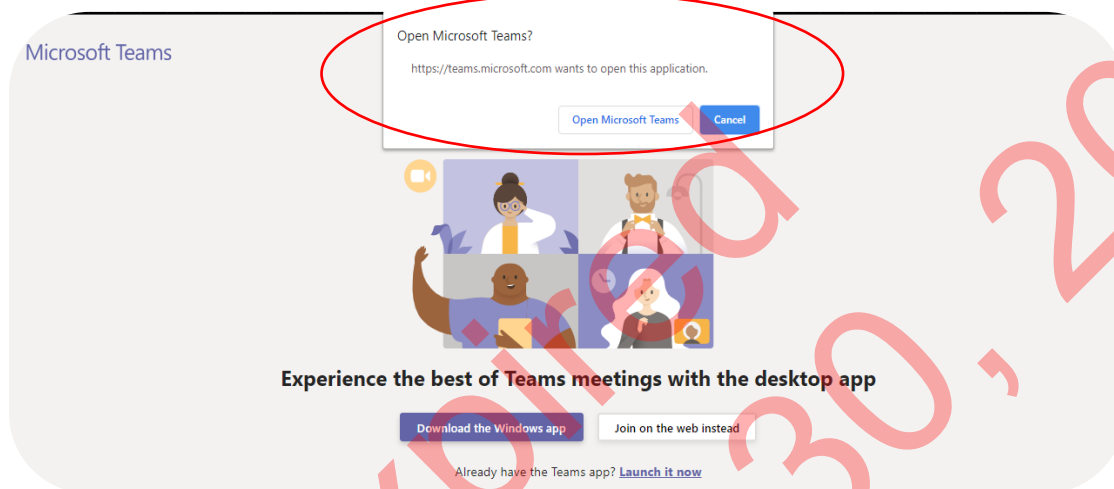 Microsoft Teams
Open Microsoft Teams?
https://teams.microsoft.com wants to open this application.
Open Microsoft Teams Cancel
Experience the best of Teams meetings with the desktop app
Download the Windows app Join on the web instead
Already have the Teams app? Launch it now
30, 20